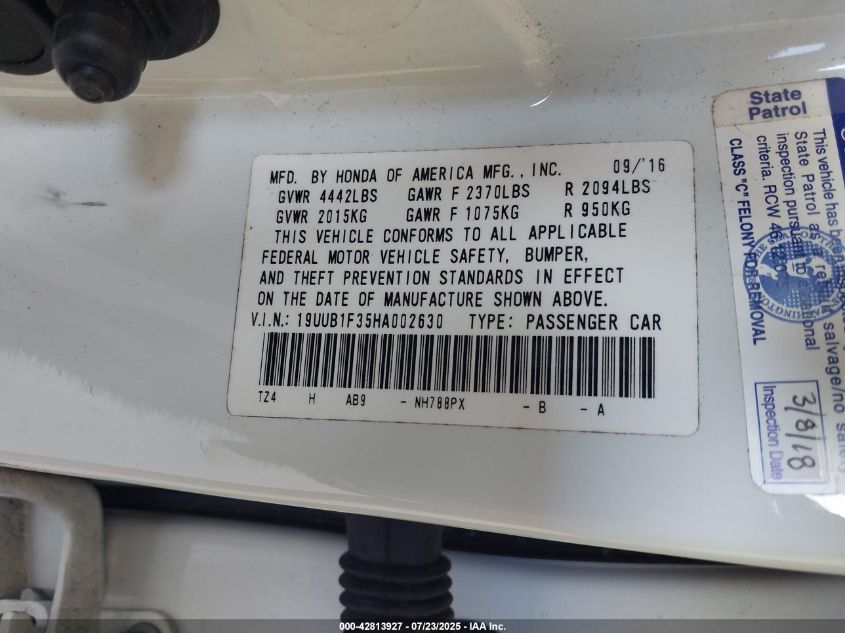 MFD. BY HONDA OF AMERICA MFG., INC. 09/'16
GVWR 4442LBS GAWR F 2370LBS R 2094LBS
GVWR 2015KG GAWR F 1075KG R 950KG
THIS VEHICLE CONFORMS TO ALL APPLICABLE
FEDERAL MOTOR VEHICLE SAFETY, BUMPER,
AND THEFT PREVENTION STANDARDS IN EFFECT
ON THE DATE OF MANUFACTURE SHOWN ABOVE.
V.I.N.: 19UUB1F35HA002630 TYPE: PASSENGER CAR
TZ4 H AB9 - NH788PX - B - A
State
Patrol
This vehicle has been
State Patrol as a salvage/no
inspection pursuant to
criteria, RCW
CLASS "C" FELONY FOR REMOVAL
3/8/18
Inspection Date
000-42813927 - 07/23/2025 - IAA Inc.